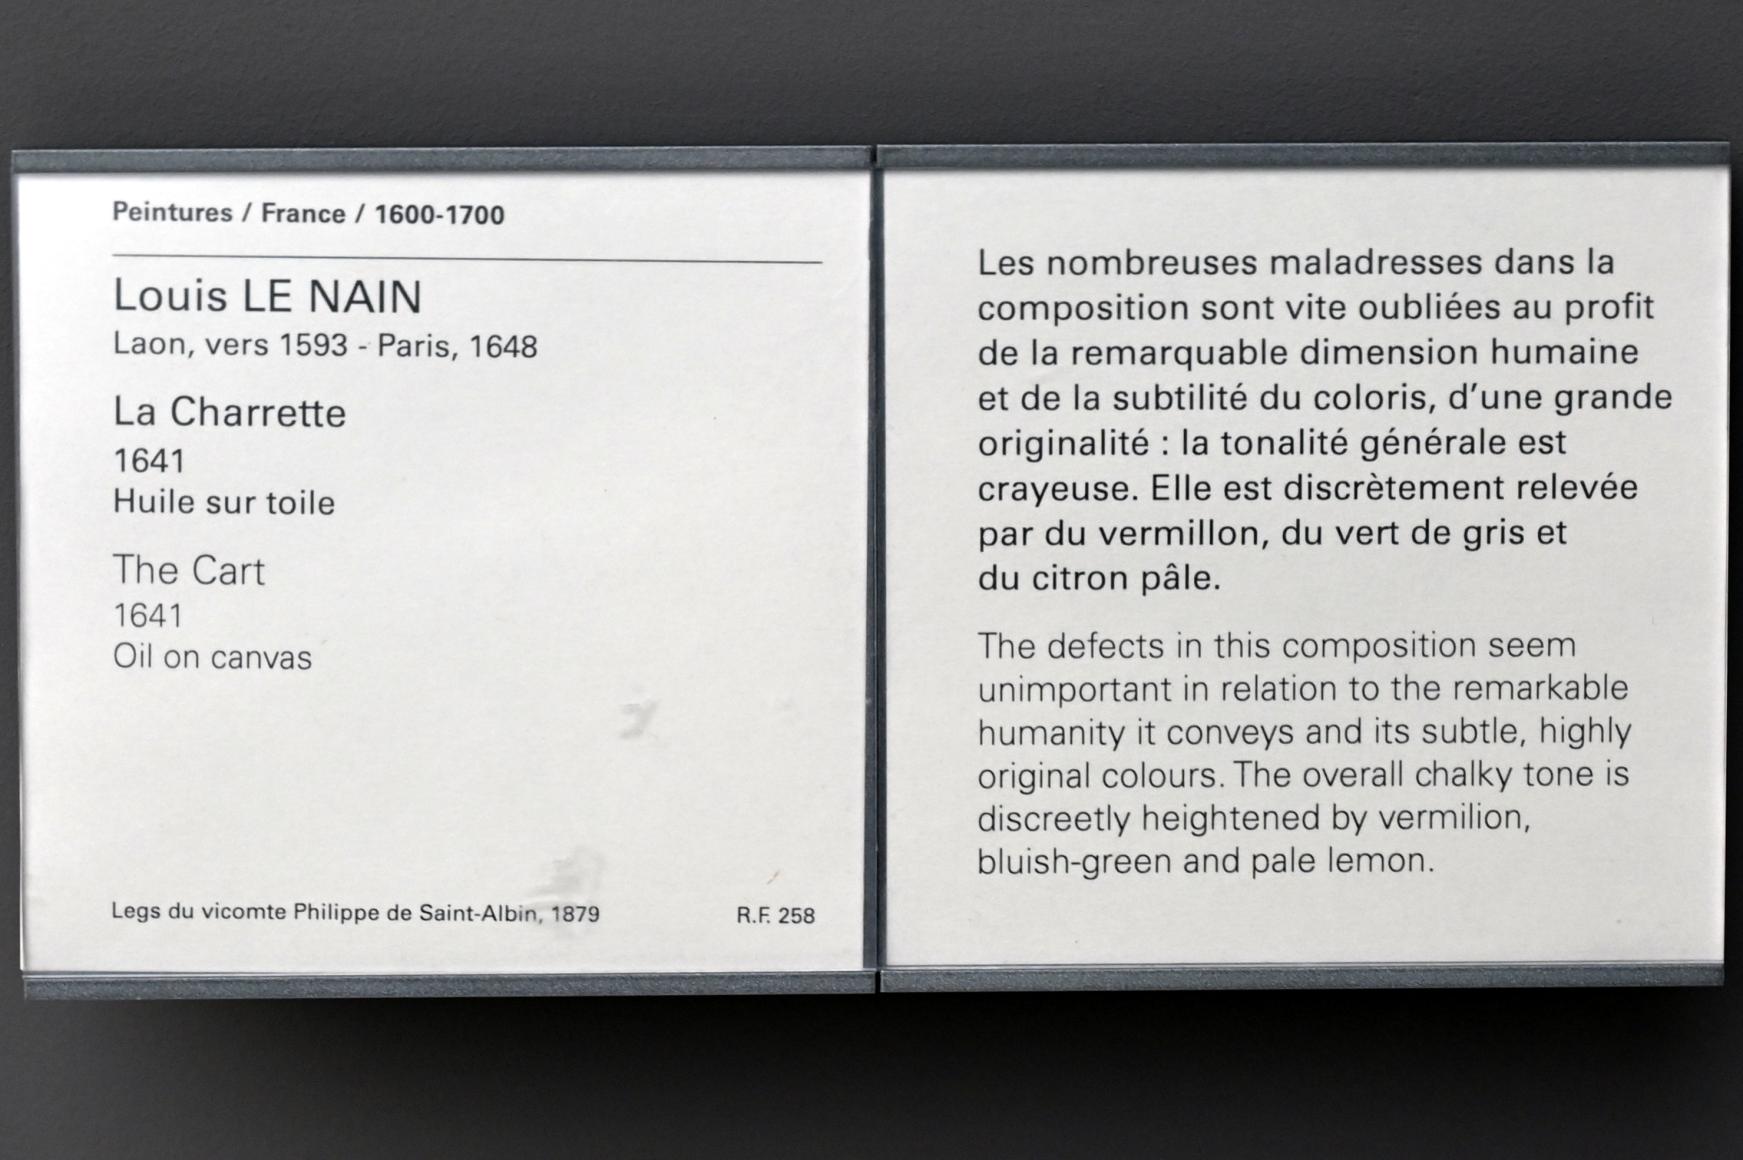 Peintures / France / 1600-1700
Louis LE NAIN
Laon, vers 1593 - Paris, 1648
La Charrette
1641
Huile sur toile
The Cart
1641
Oil on canvas
Legs du vicomte Philippe de Saint-Albin, 1879
R.F. 258
Les nombreuses maladresses dans la
composition sont vite oubliées au profit
de la remarquable dimension humaine
et de la subtilité du coloris, d'une grande
originalité : la tonalité générale est
crayeuse. Elle est discrètement relevée
par du vermillon, du vert de gris et
du citron pâle.
The defects in this composition seem
unimportant in relation to the remarkable
humanity it conveys and its subtle, highly
original colours. The overall chalky tone is
discreetly heightened by vermilion,
bluish-green and pale lemon.